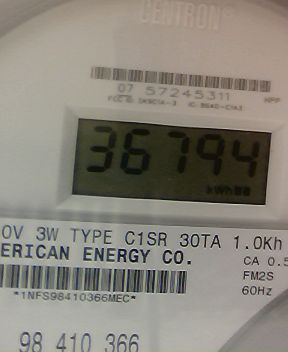 CENTRON
07 57245311
36794
kWh
0V 3W TYPE C1SR 30TA 1.0Kh
ERICAN ENERGY CO.
CA 0.5
FM2S
*1NFS98410366MEC*
60Hz
98 410 366